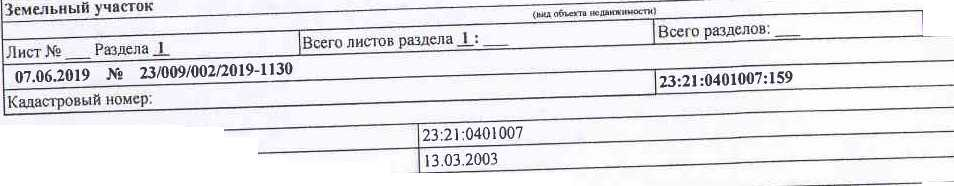 Земельный участок
(вид объекта недвижимости)
Лист № ___ Раздела 1 Всего листов раздела 1 : ___ Всего разделов: ___
07.06.2019 № 23/009/002/2019-1130
Кадастровый номер: 23:21:0401007:159
23:21:0401007
13.03.2003